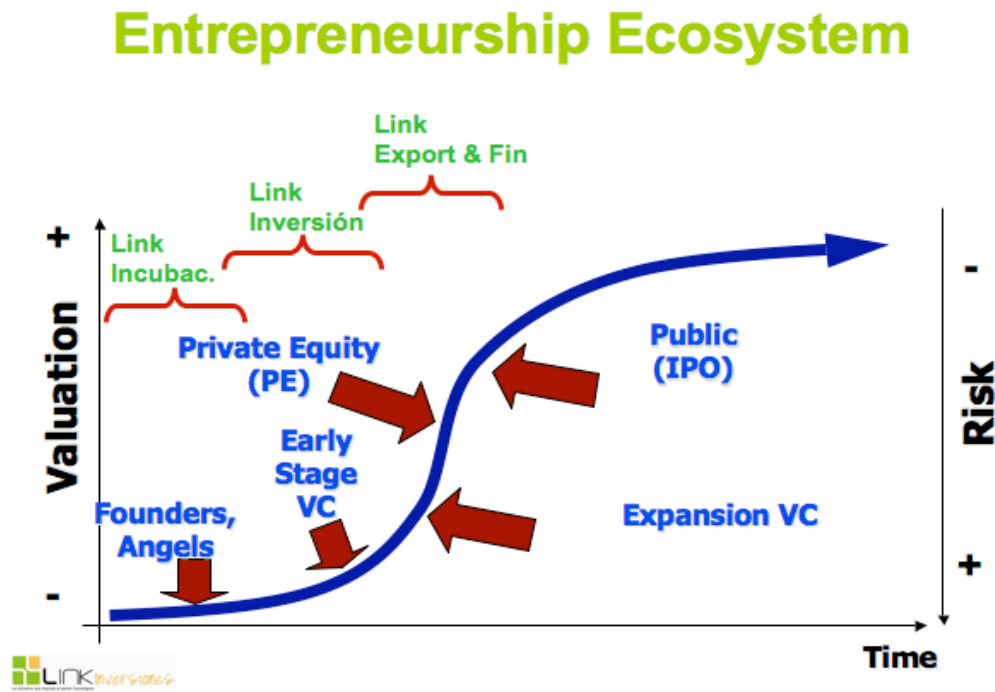 Entrepreneurship Ecosystem
Link
Export & Fin
Link
Inversión
Link
Incubac.
+
-
Valuation
Private Equity
(PE)
Public
(IPO)
Early
Stage
VC
Founders,
Angels
Expansion VC
-
+
Risk
Time
LINK inversiones